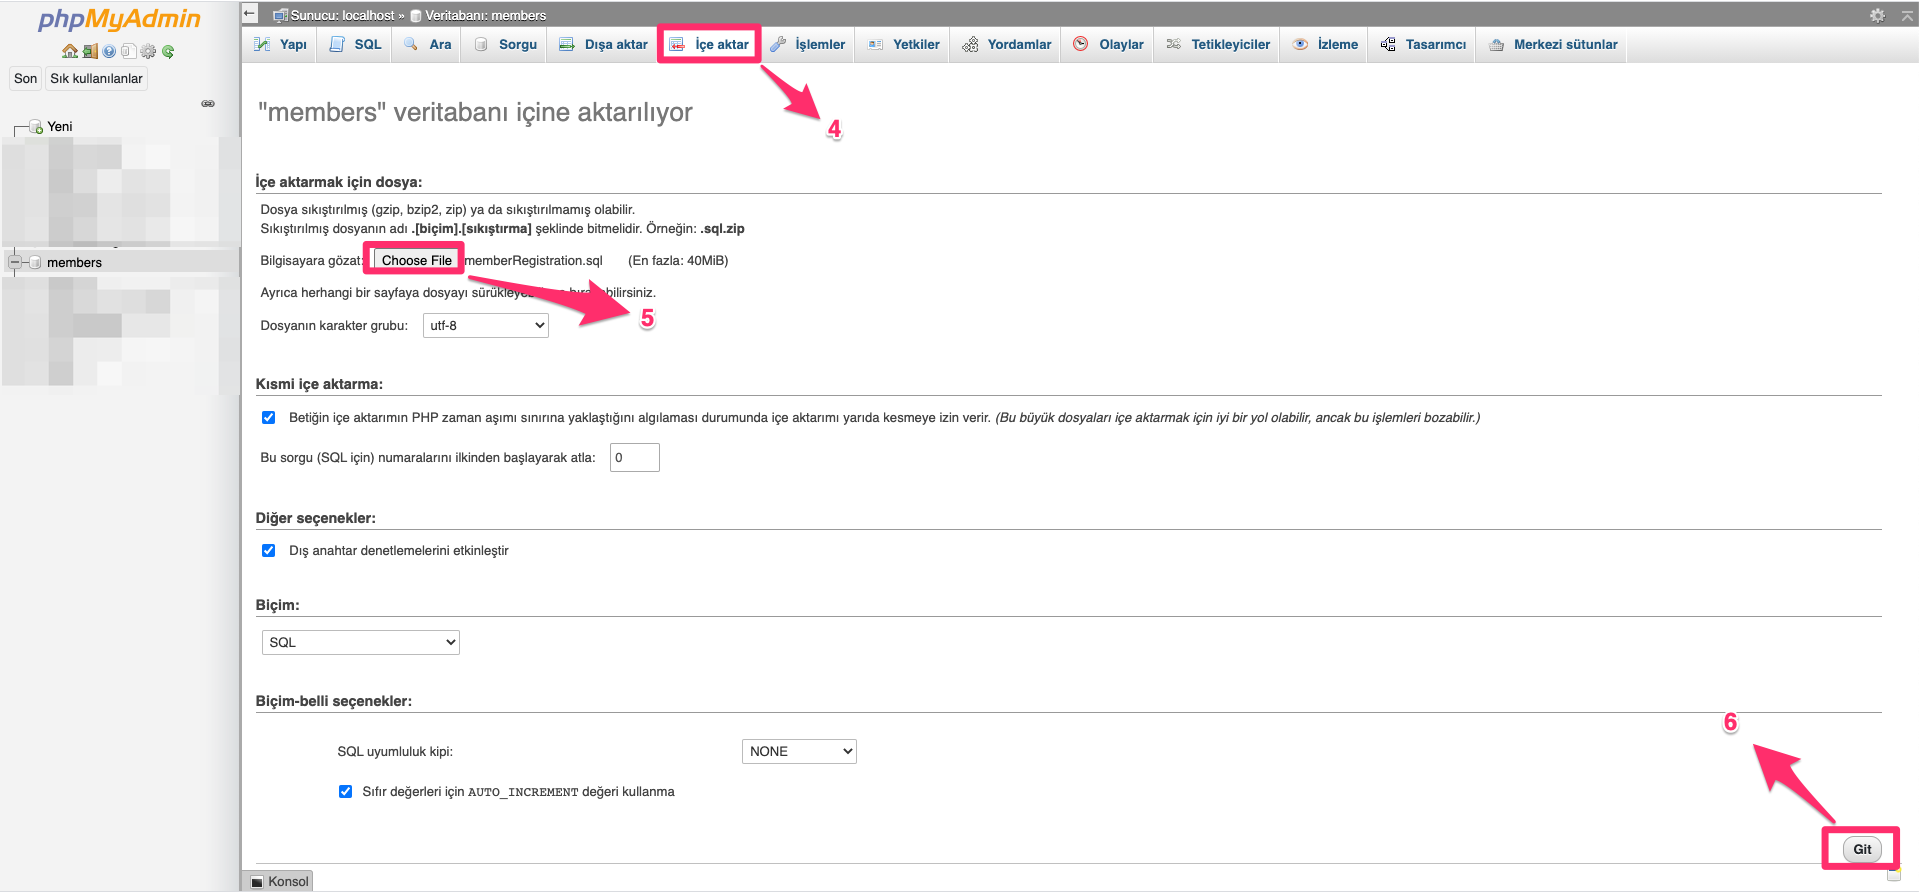 phpMyAdmin
Sunucu: localhost » Veritabanı: members
Yapı SQL Ara Sorgu Dışa aktar İçe aktar İşlemler Yetkiler Yordamlar Olaylar Tetikleyiciler İzleme Tasarımcı Merkezi sütunlar
Son Sık kullanılanlar
Yeni
members
4
"members" veritabanı içine aktarılıyor
İçe aktarmak için dosya:
Dosya sıkıştırılmış (gzip, bzip2, zip) ya da sıkıştırılmamış olabilir.
Sıkıştırılmış dosyanın adı .[biçim].[sıkıştırma] şeklinde bitmelidir. Örneğin: .sql.zip
Bilgisayara gözat: Choose File memberRegistration.sql (En fazla: 40MiB)
Ayrıca herhangi bir sayfaya dosyayı
5
Dosyanın karakter grubu: utf-8
Kısmi içe aktarma:
Betiğin içe aktarımın PHP zaman aşımı sınırına yaklaştığını algılaması durumunda içe aktarımı yarıda kesmeye izin verir. (Bu büyük dosyaları içe aktarmak için iyi bir yol olabilir, ancak bu işlemleri bozabilir.)
Bu sorgu (SQL için) numaralarını ilkinden başlayarak atla: 0
Diğer seçenekler:
Dış anahtar denetlemelerini etkinleştir
Biçim:
SQL
Biçim-belli seçenekler:
6
SQL uyumluluk kipi: NONE
Sıfır değerleri için AUTO_INCREMENT değeri kullanma
Git
Konsol